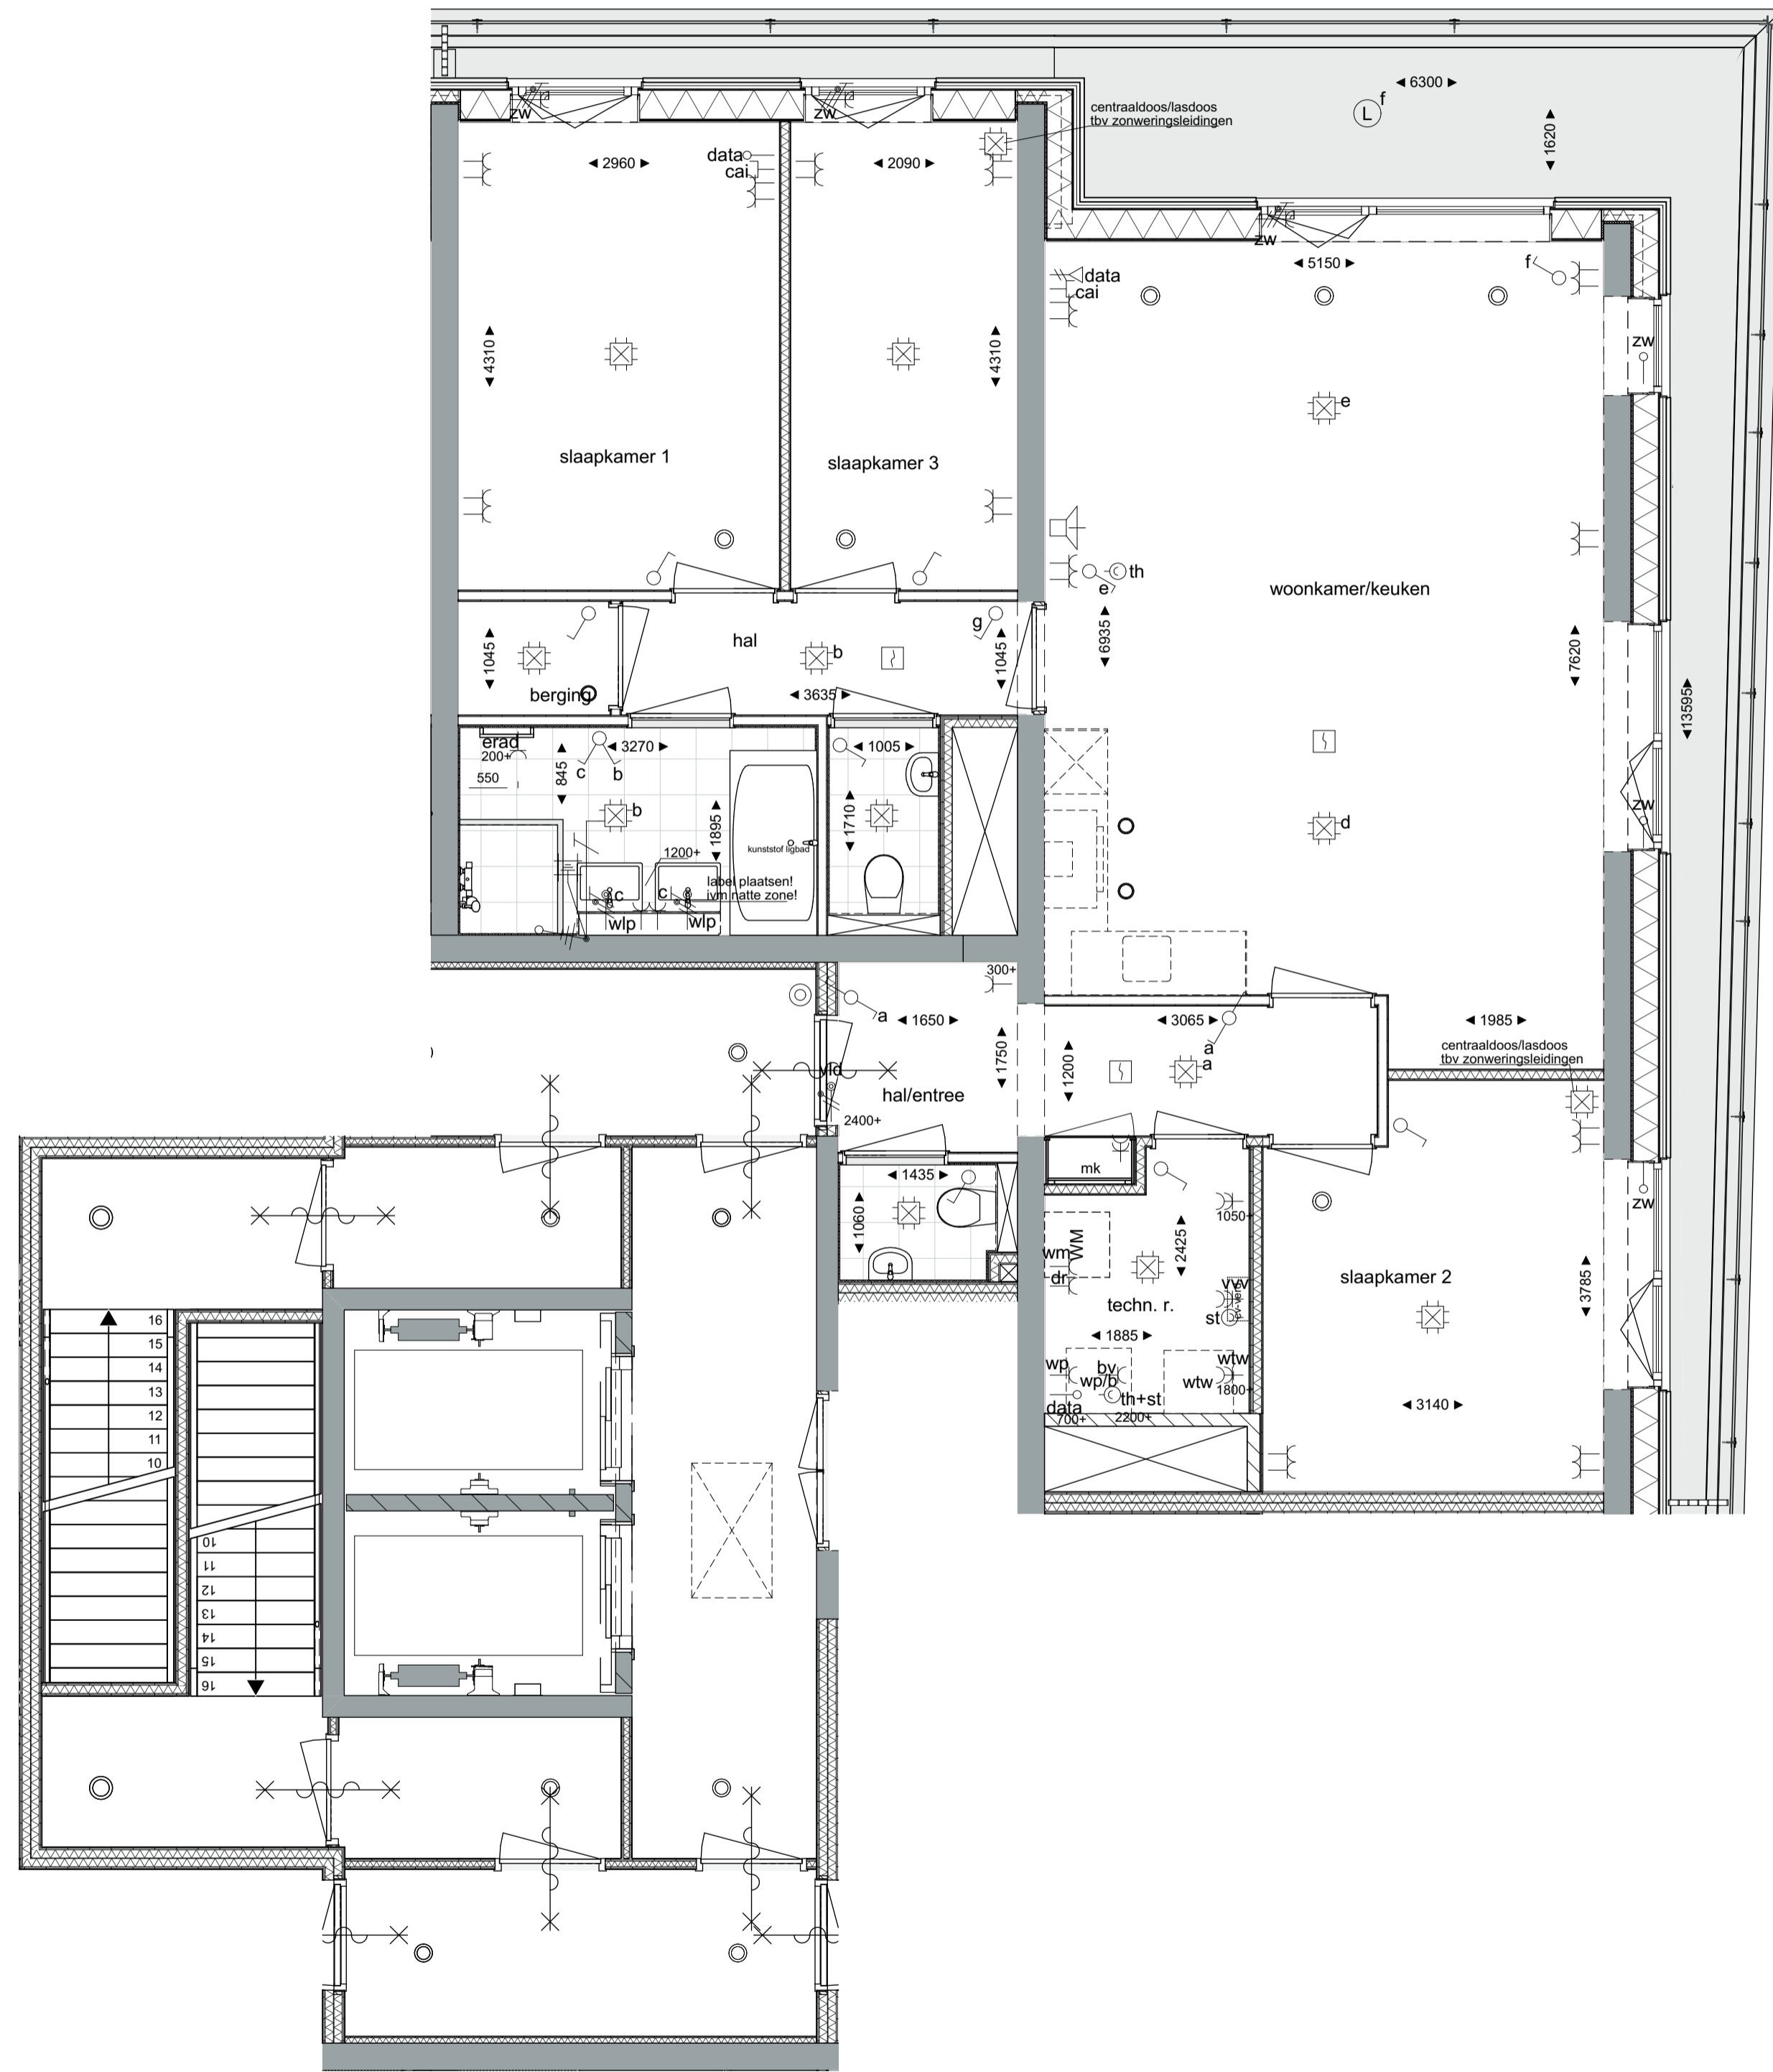 6300
f
L
centraaldoos/lasdoos
tbv zonweringsleidingen
1620
zw
zw
2960
data
cai
2090
zw
5150
f
data
cai
4310
4310
zw
e
slaapkamer 1
slaapkamer 3
th
e
woonkamer/keuken
g
hal
b
1045
1045
6935
7620
berging
3635
13595
erad
200+
550
845
3270
c
b
1005
b
1895
1710
zw
d
kunststof ligbad
1200+
label plaatsen!
ivm natte zone!
c
c
wlp
wlp
300+
a
1650
3065
1985
1750
1200
a
a
centraaldoos/lasdoos
tbv zonweringsleidingen
vld
hal/entree
2400+
mk
1435
1060
zw
1050+
wm
WM
dr
2425
slaapkamer 2
3785
techn. r.
vvv
cv-verd
st
1885
wp
bv
wp/b
wtw
wtw
th+st
1800+
data
700+
2200+
3140
16
15
14
13
12
11
10
10
11
12
13
14
15
16